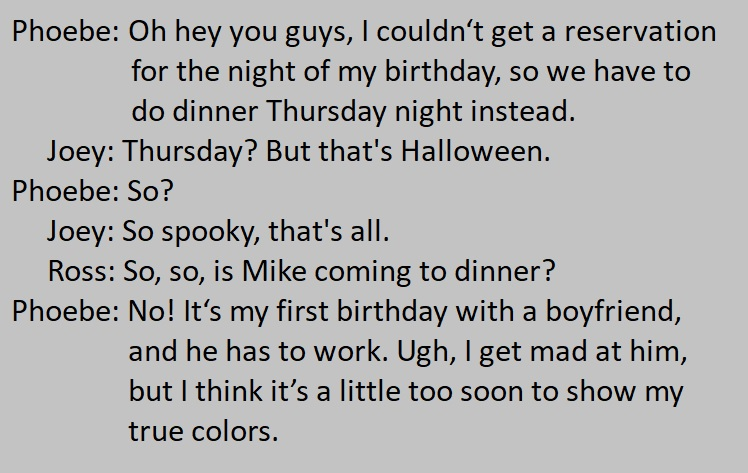 Phoebe: Oh hey you guys, I couldn‘t get a reservation
for the night of my birthday, so we have to
do dinner Thursday night instead.
Joey: Thursday? But that's Halloween.
Phoebe: So?
Joey: So spooky, that's all.
Ross: So, so, is Mike coming to dinner?
Phoebe: No! It‘s my first birthday with a boyfriend,
and he has to work. Ugh, I get mad at him,
but I think it’s a little too soon to show my
true colors.